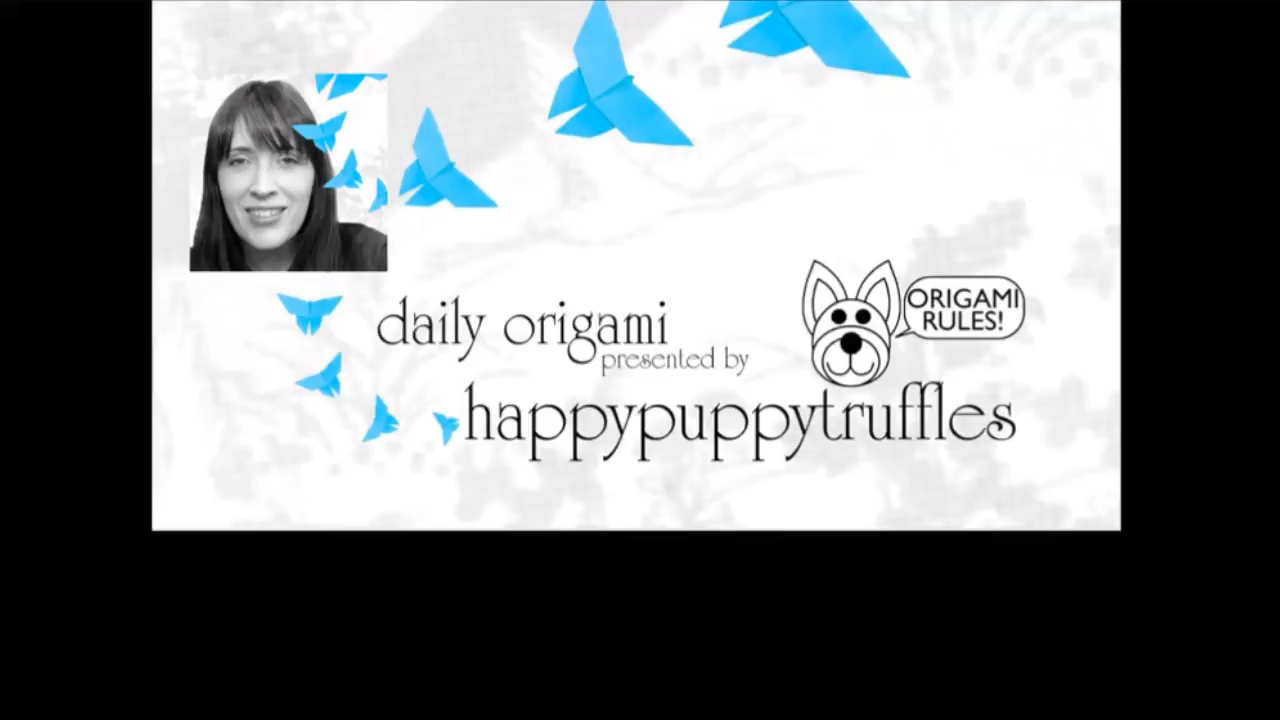 daily origami
presented by
ORIGAMI
RULES!
happypuppytruffles